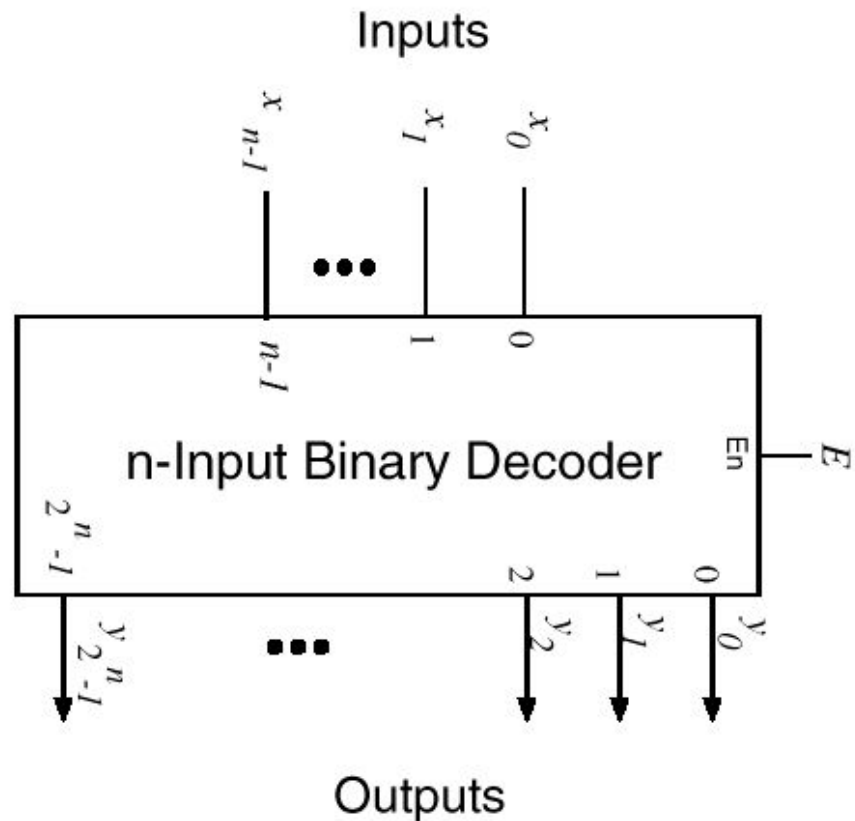 Inputs
x n-1 x 1 x 0
n-1 1 0
n-Input Binary Decoder
En E
2 n -1 2 1 0
y 2 n -1 y 2 y 1 y 0
Outputs